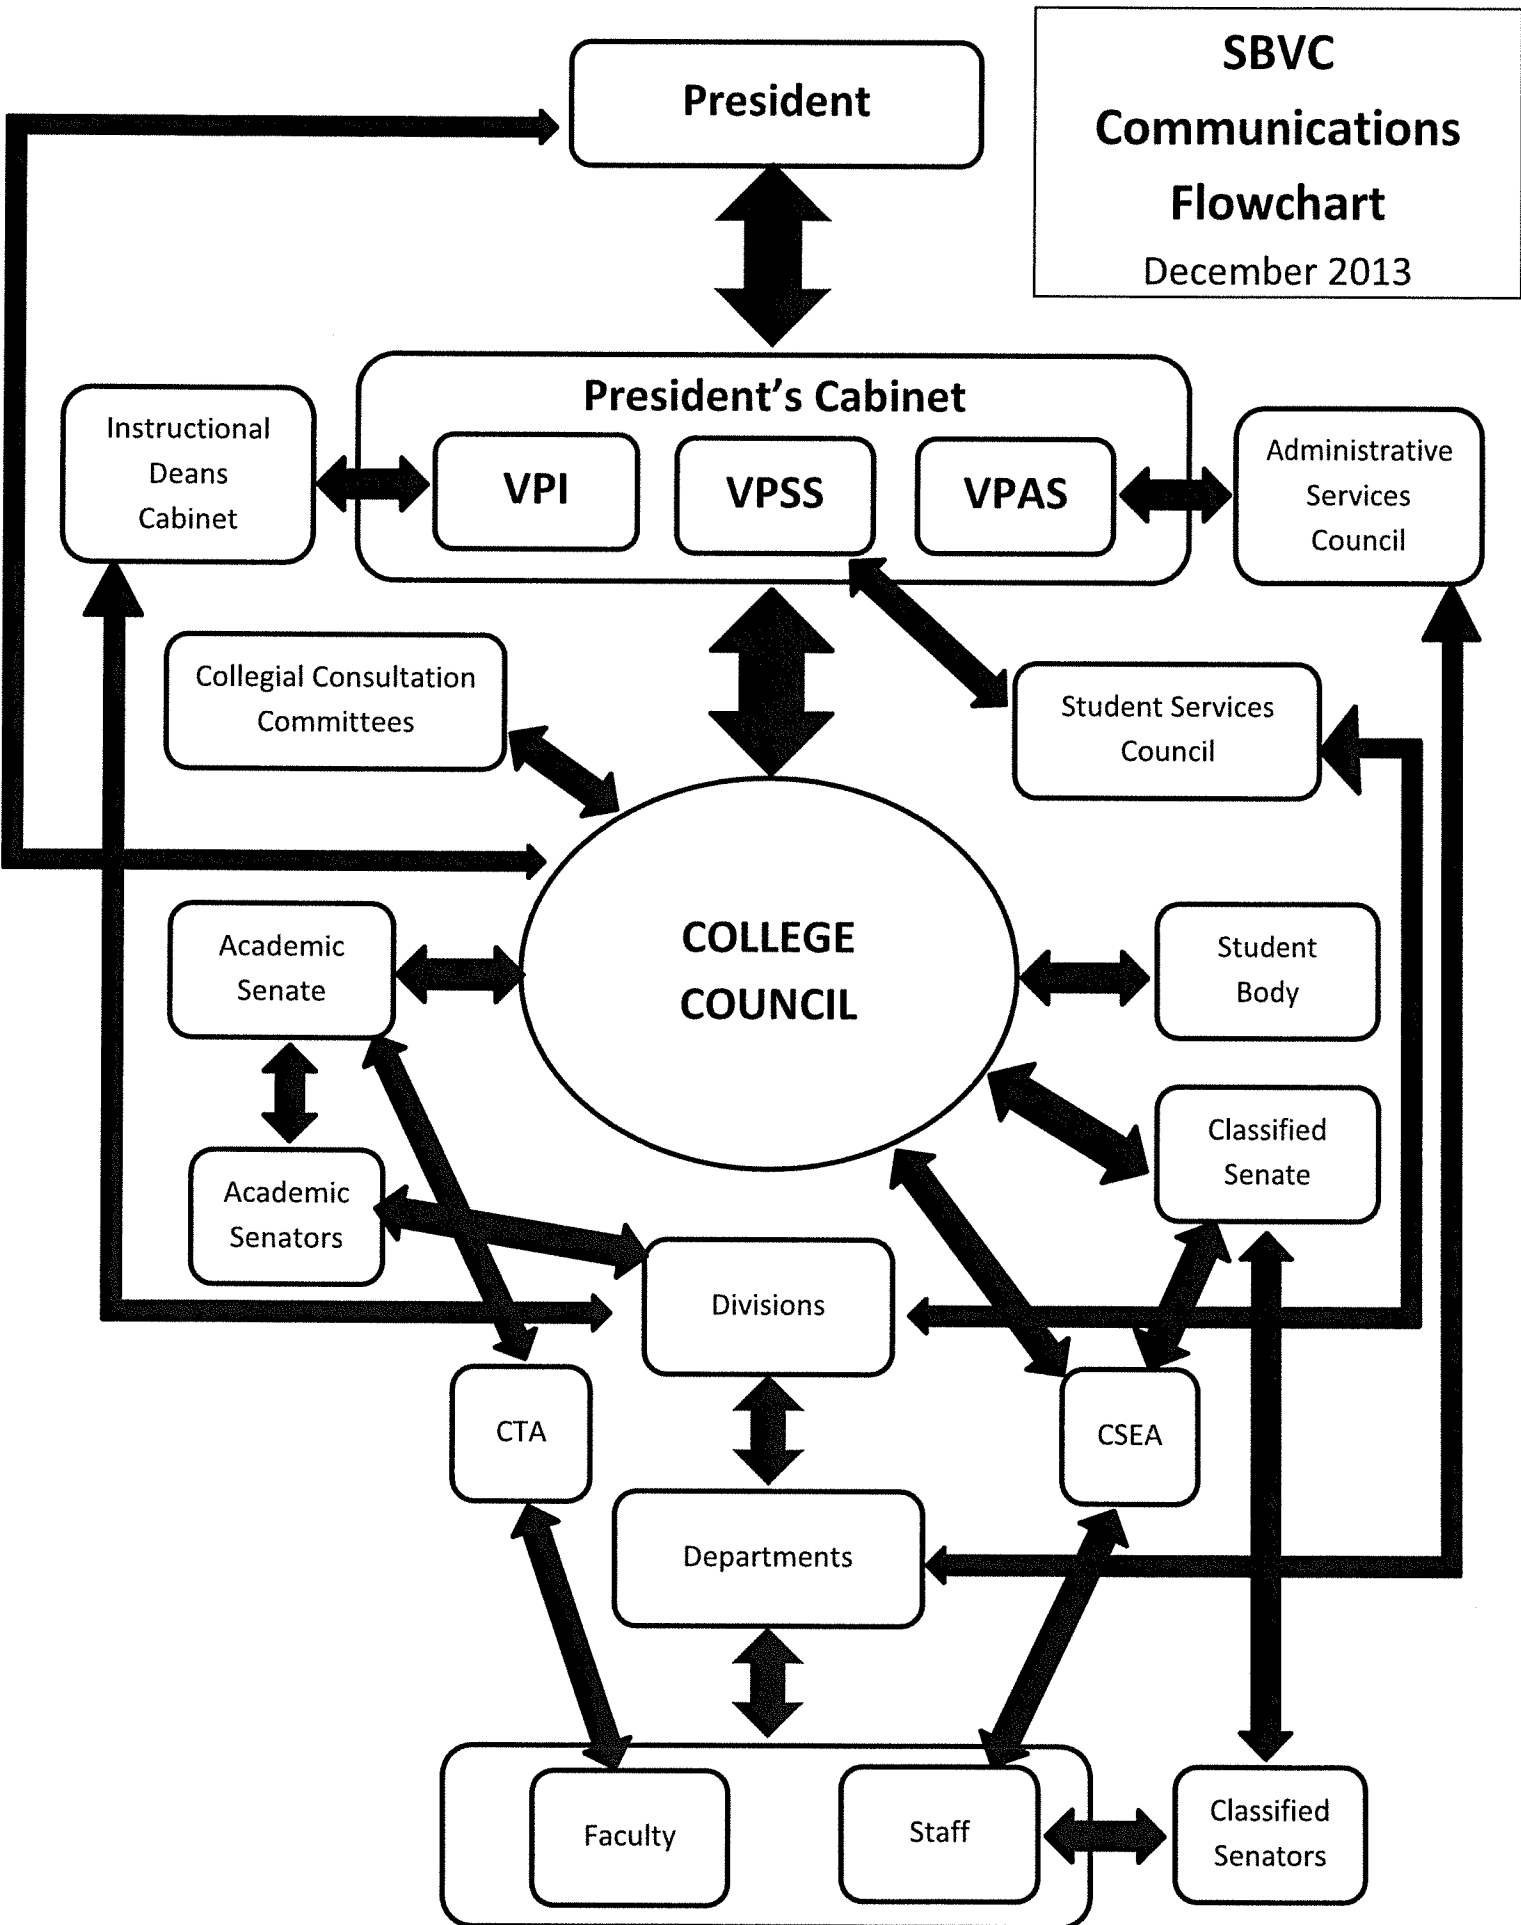 President
SBVC
Communications
Flowchart
December 2013
President’s Cabinet
VPI
VPSS
VPAS
Instructional
Deans
Cabinet
Administrative
Services
Council
Collegial Consultation
Committees
Student Services
Council
COLLEGE
COUNCIL
Academic
Senate
Student
Body
Academic
Senators
Classified
Senate
Divisions
CTA
CSEA
Departments
Faculty
Staff
Classified
Senators